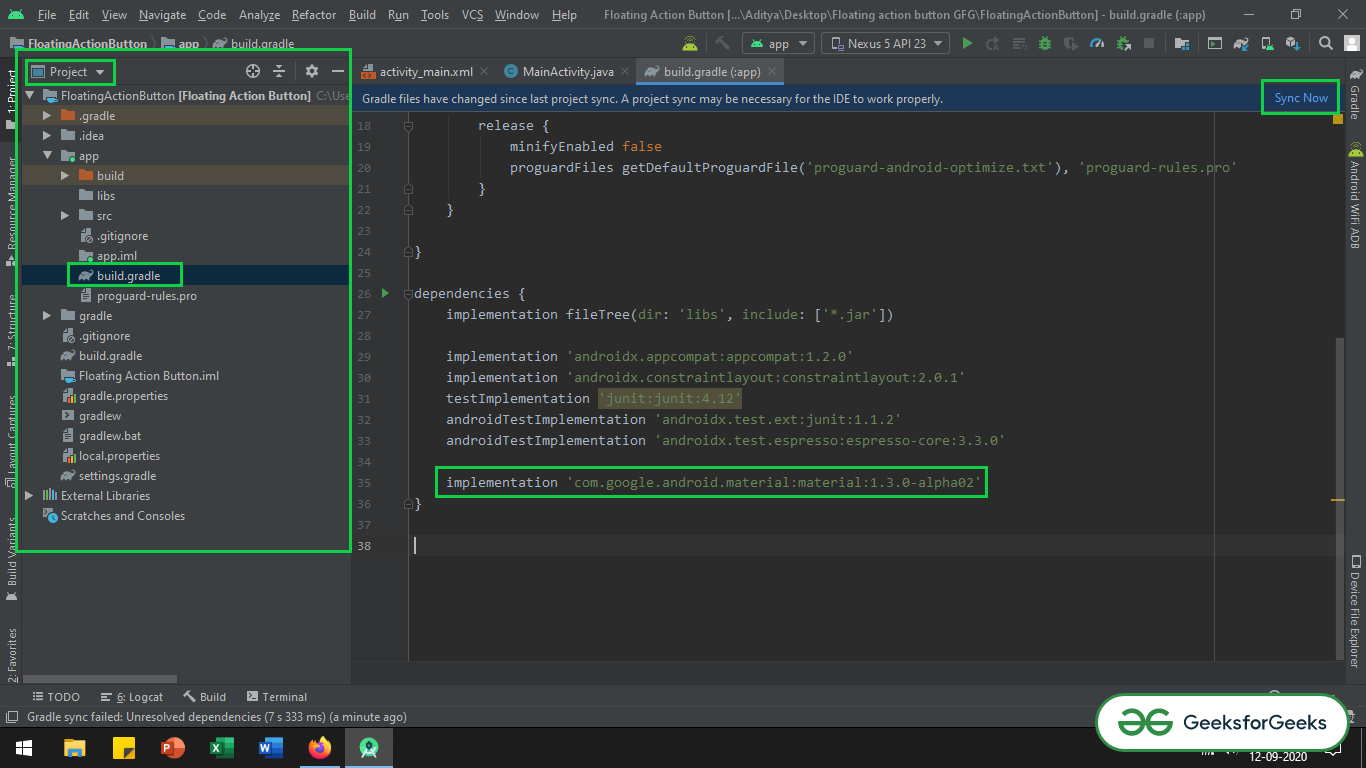 File Edit View Navigate Code Analyze Refactor Build Run Tools VCS Window Help Floating Action Button [...\Aditya\Desktop\Floating action button GFG\FloatingActionButton] - build.gradle (:app)
FloatingActionButton app build.gradle app Nexus 5 API 23
Project activity_main.xml MainActivity.java build.gradle (:app)
Gradle files have changed since last project sync. A project sync may be necessary for the IDE to work properly. Sync Now
FloatingActionButton [Floating Action Button] C:\Use
.gradle
.idea
app
build
libs
src
.gitignore
app.iml
build.gradle
proguard-rules.pro
gradle
.gitignore
build.gradle
Floating Action Button.iml
gradle.properties
gradlew
gradlew.bat
local.properties
settings.gradle
External Libraries
Scratches and Consoles
18 release {
19 minifyEnabled false
20 proguardFiles getDefaultProguardFile('proguard-android-optimize.txt'), 'proguard-rules.pro'
21 }
22 }
23
24 }
25
26 dependencies {
27 implementation fileTree(dir: 'libs', include: ['*.jar'])
28
29 implementation 'androidx.appcompat:appcompat:1.2.0'
30 implementation 'androidx.constraintlayout:constraintlayout:2.0.1'
31 testImplementation 'junit:junit:4.12'
32 androidTestImplementation 'androidx.test.ext:junit:1.1.2'
33 androidTestImplementation 'androidx.test.espresso:espresso-core:3.3.0'
34
35 implementation 'com.google.android.material:material:1.3.0-alpha02'
36 }
37
38
1: Project
Resource Manager
7: Structure
Layout Captures
Build Variants
2: Favorites
Gradle
Android WiFi ADB
Device File Explorer
TODO 6: Logcat Build Terminal
Gradle sync failed: Unresolved dependencies (7 s 333 ms) (a minute ago)
GeeksforGeeks
12-09-2020